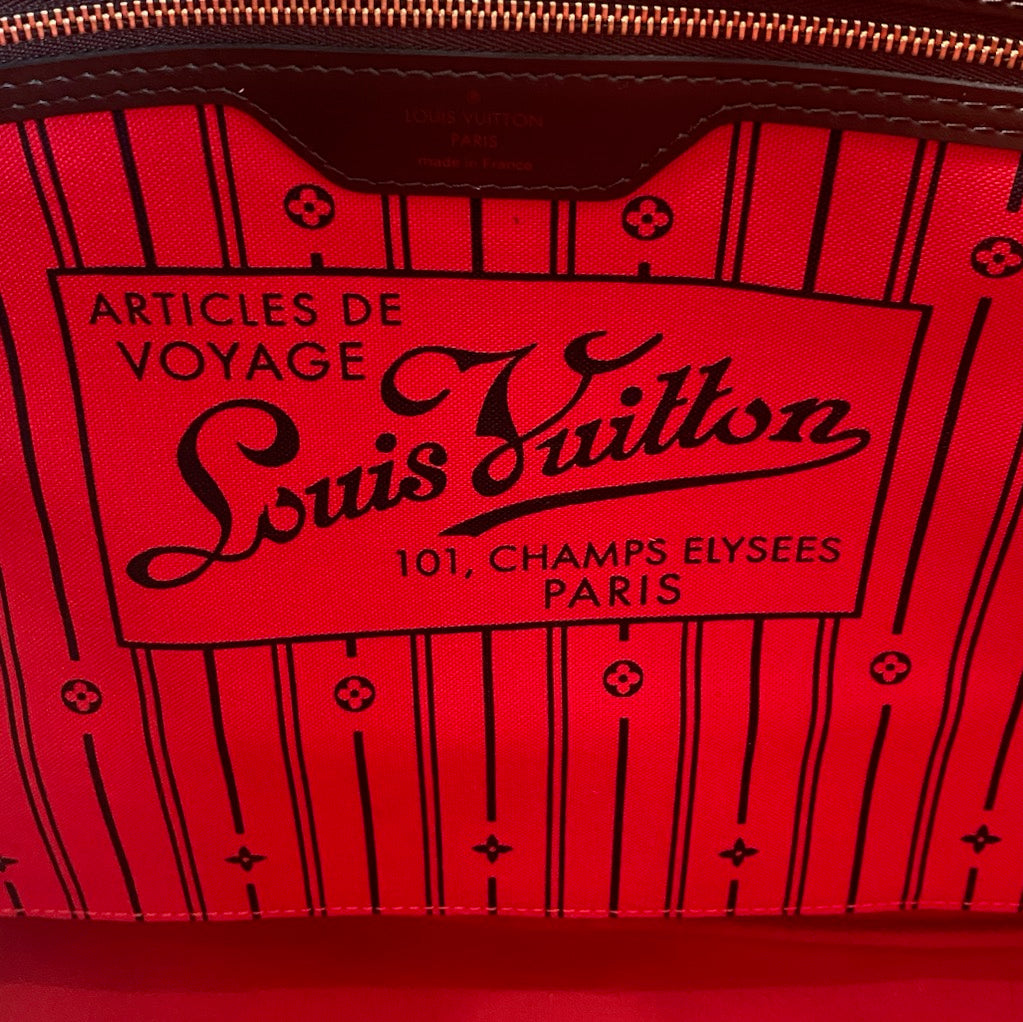 LOUIS VUITTON
PARIS
made in France
ARTICLES DE
VOYAGE
Louis Vuitton
101, CHAMPS ELYSEES
PARIS